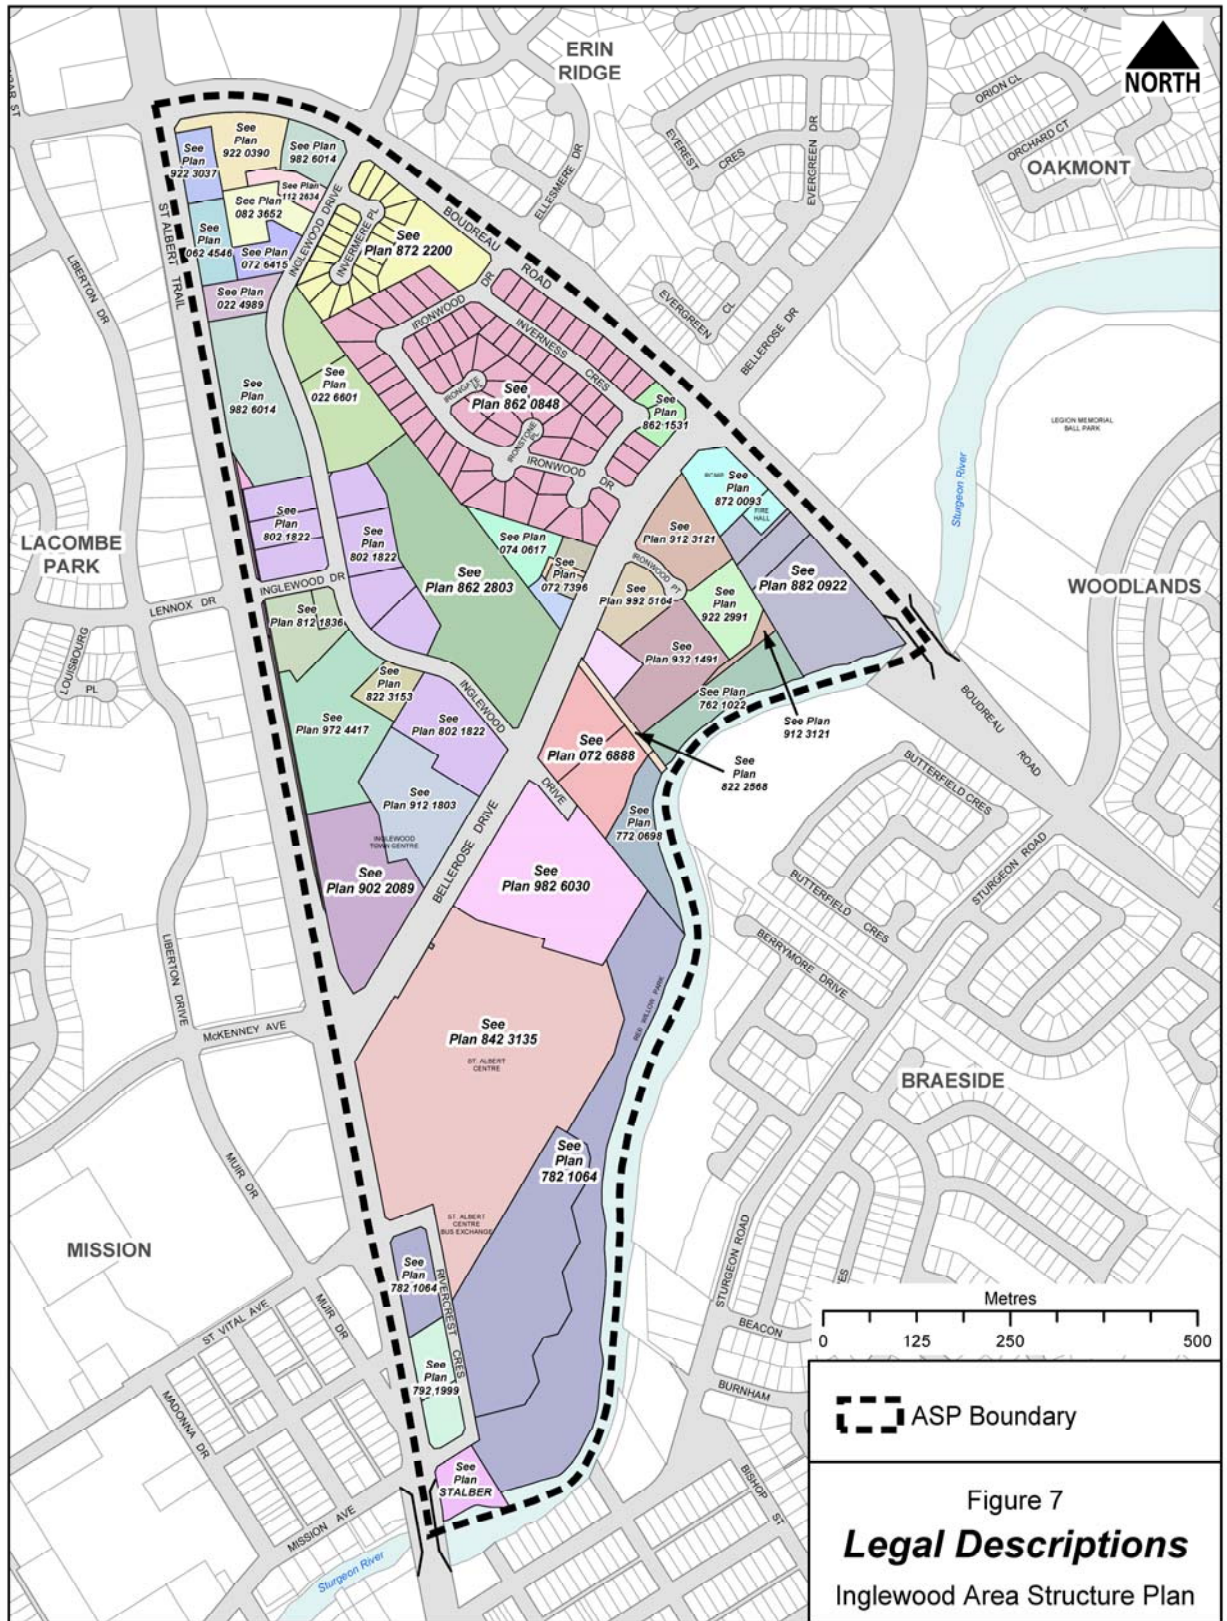 ERIN
RIDGE
NORTH
ORION CL
ORCHARD CT
OAKMONT
EVEREST
CRES
EVERGREEN DR
ELLESMERE DR
EVERGREEN
CL
BELLEROSE DR
LIBERTON DR
ST ALBERT TRAIL
BOUDREAU
ROAD
See
Plan
922 0390
See Plan
982 6014
See
Plan
922 3037
See Plan
112 2634
See Plan
082 3652
See
Plan
062 4546
See Plan
072 6415
See Plan
022 4989
INGLEWOOD DRIVE
INVERMERE PL
See
Plan 872 2200
IRONWOOD
DR
INVERNESS
CRES
See
Plan
982 6014
See
Plan
022 6601
IRONGATE
PL
See
Plan 862 0848
IRONSTONE
PL
IRONWOOD
DR
See
Plan
862 1531
LEGION MEMORIAL
BALL PARK
Sturgeon River
See
Plan
872 0093
FIRE
HALL
LACOMBE
PARK
See
Plan
802 1822
See
Plan
802 1822
See Plan
074 0617
See
Plan 912 3121
See
Plan
072 7396
IRONWOOD PT
See
Plan 882 0922
WOODLANDS
See
Plan 862 2803
INGLEWOOD DR
LENNOX DR
See
Plan 812 1836
See
Plan 992 5164
See
Plan
922 2991
See
Plan 932 1491
LOUISBOURG
PL
See
Plan
822 3153
INGLEWOOD
DRIVE
See Plan
762 1022
See Plan
912 3121
See
Plan 972 4417
See
Plan 802 1822
See
Plan 072 6888
See
Plan
822 2568
BOUDREAU
ROAD
BUTTERFIELD CRES
See
Plan 912 1803
See
Plan
772 0698
INGLEWOOD
TOWN CENTRE
BELLEROSE DRIVE
See
Plan 902 2089
See
Plan 982 6030
BUTTERFIELD
CRES
STURGEON ROAD
BERRYMORE DRIVE
LIBERTON DRIVE
RED WILLOW PARK
McKENNEY AVE
See
Plan 842 3135
ST. ALBERT
CENTRE
BRAESIDE
See
Plan
782 1064
MUIR DR
ST. ALBERT
CENTRE
BUS EXCHANGE
MISSION
See
Plan
782 1064
RIVERCREST
CRES
STURGEON ROAD
ST VITAL AVE
MUIR DR
BEACON
See
Plan
792 1999
MADONNA DR
BURNHAM
See
Plan
STALBER
BISHOP
ST
MISSION AVE
Sturgeon River
Metres
0 125 250 500
ASP Boundary
Figure 7
Legal Descriptions
Inglewood Area Structure Plan